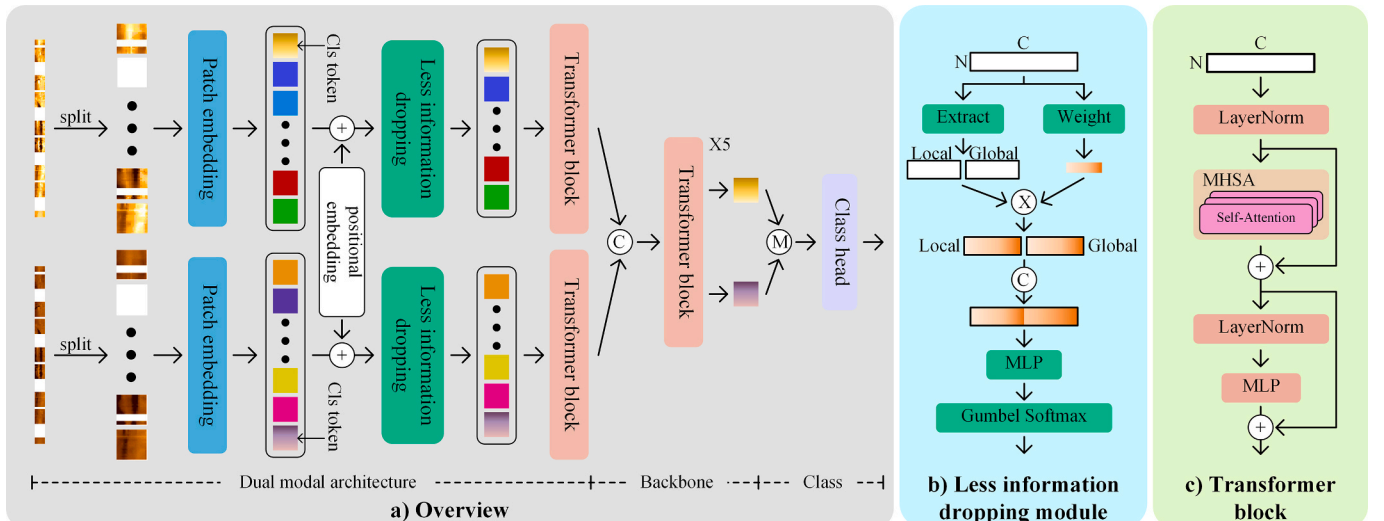 split
Patch embedding
Cls token
+
positional
embedding
Less information
dropping
Transformer block
split
Patch embedding
+
Cls token
Less information
dropping
Transformer block
C
X5
Transformer block
M
Class head
Dual modal architecture
Backbone
Class
a) Overview
C
N
Extract
Weight
Local
Global
X
Local
Global
C
MLP
Gumbel Softmax
b) Less information
dropping module
C
N
LayerNorm
MHSA
Self-Attention
+
LayerNorm
MLP
+
c) Transformer
block